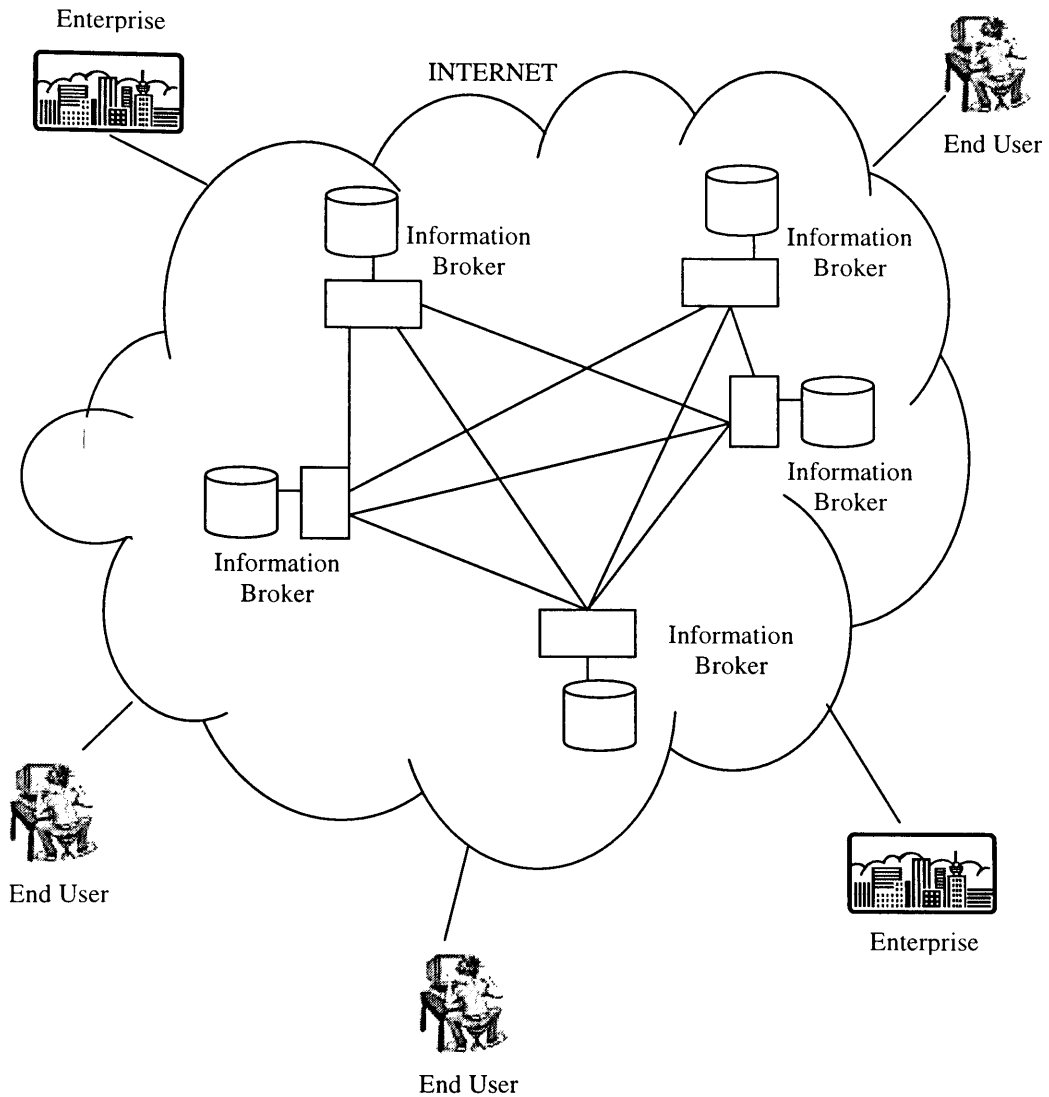 Enterprise
INTERNET
End User
Information
Broker
Information
Broker
Information
Broker
Information
Broker
Information
Broker
End User
Enterprise
End User